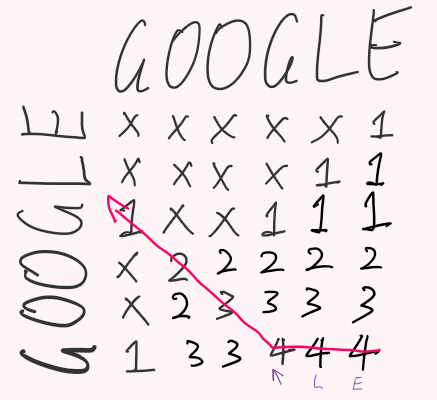 GOOGLE
GOOGLE
X X X X X 1
X X X X 1 1
1 X X 1 1 1
X 2 2 2 2 2
X 2 3 3 3 3
1 3 3 4 4 4
L E